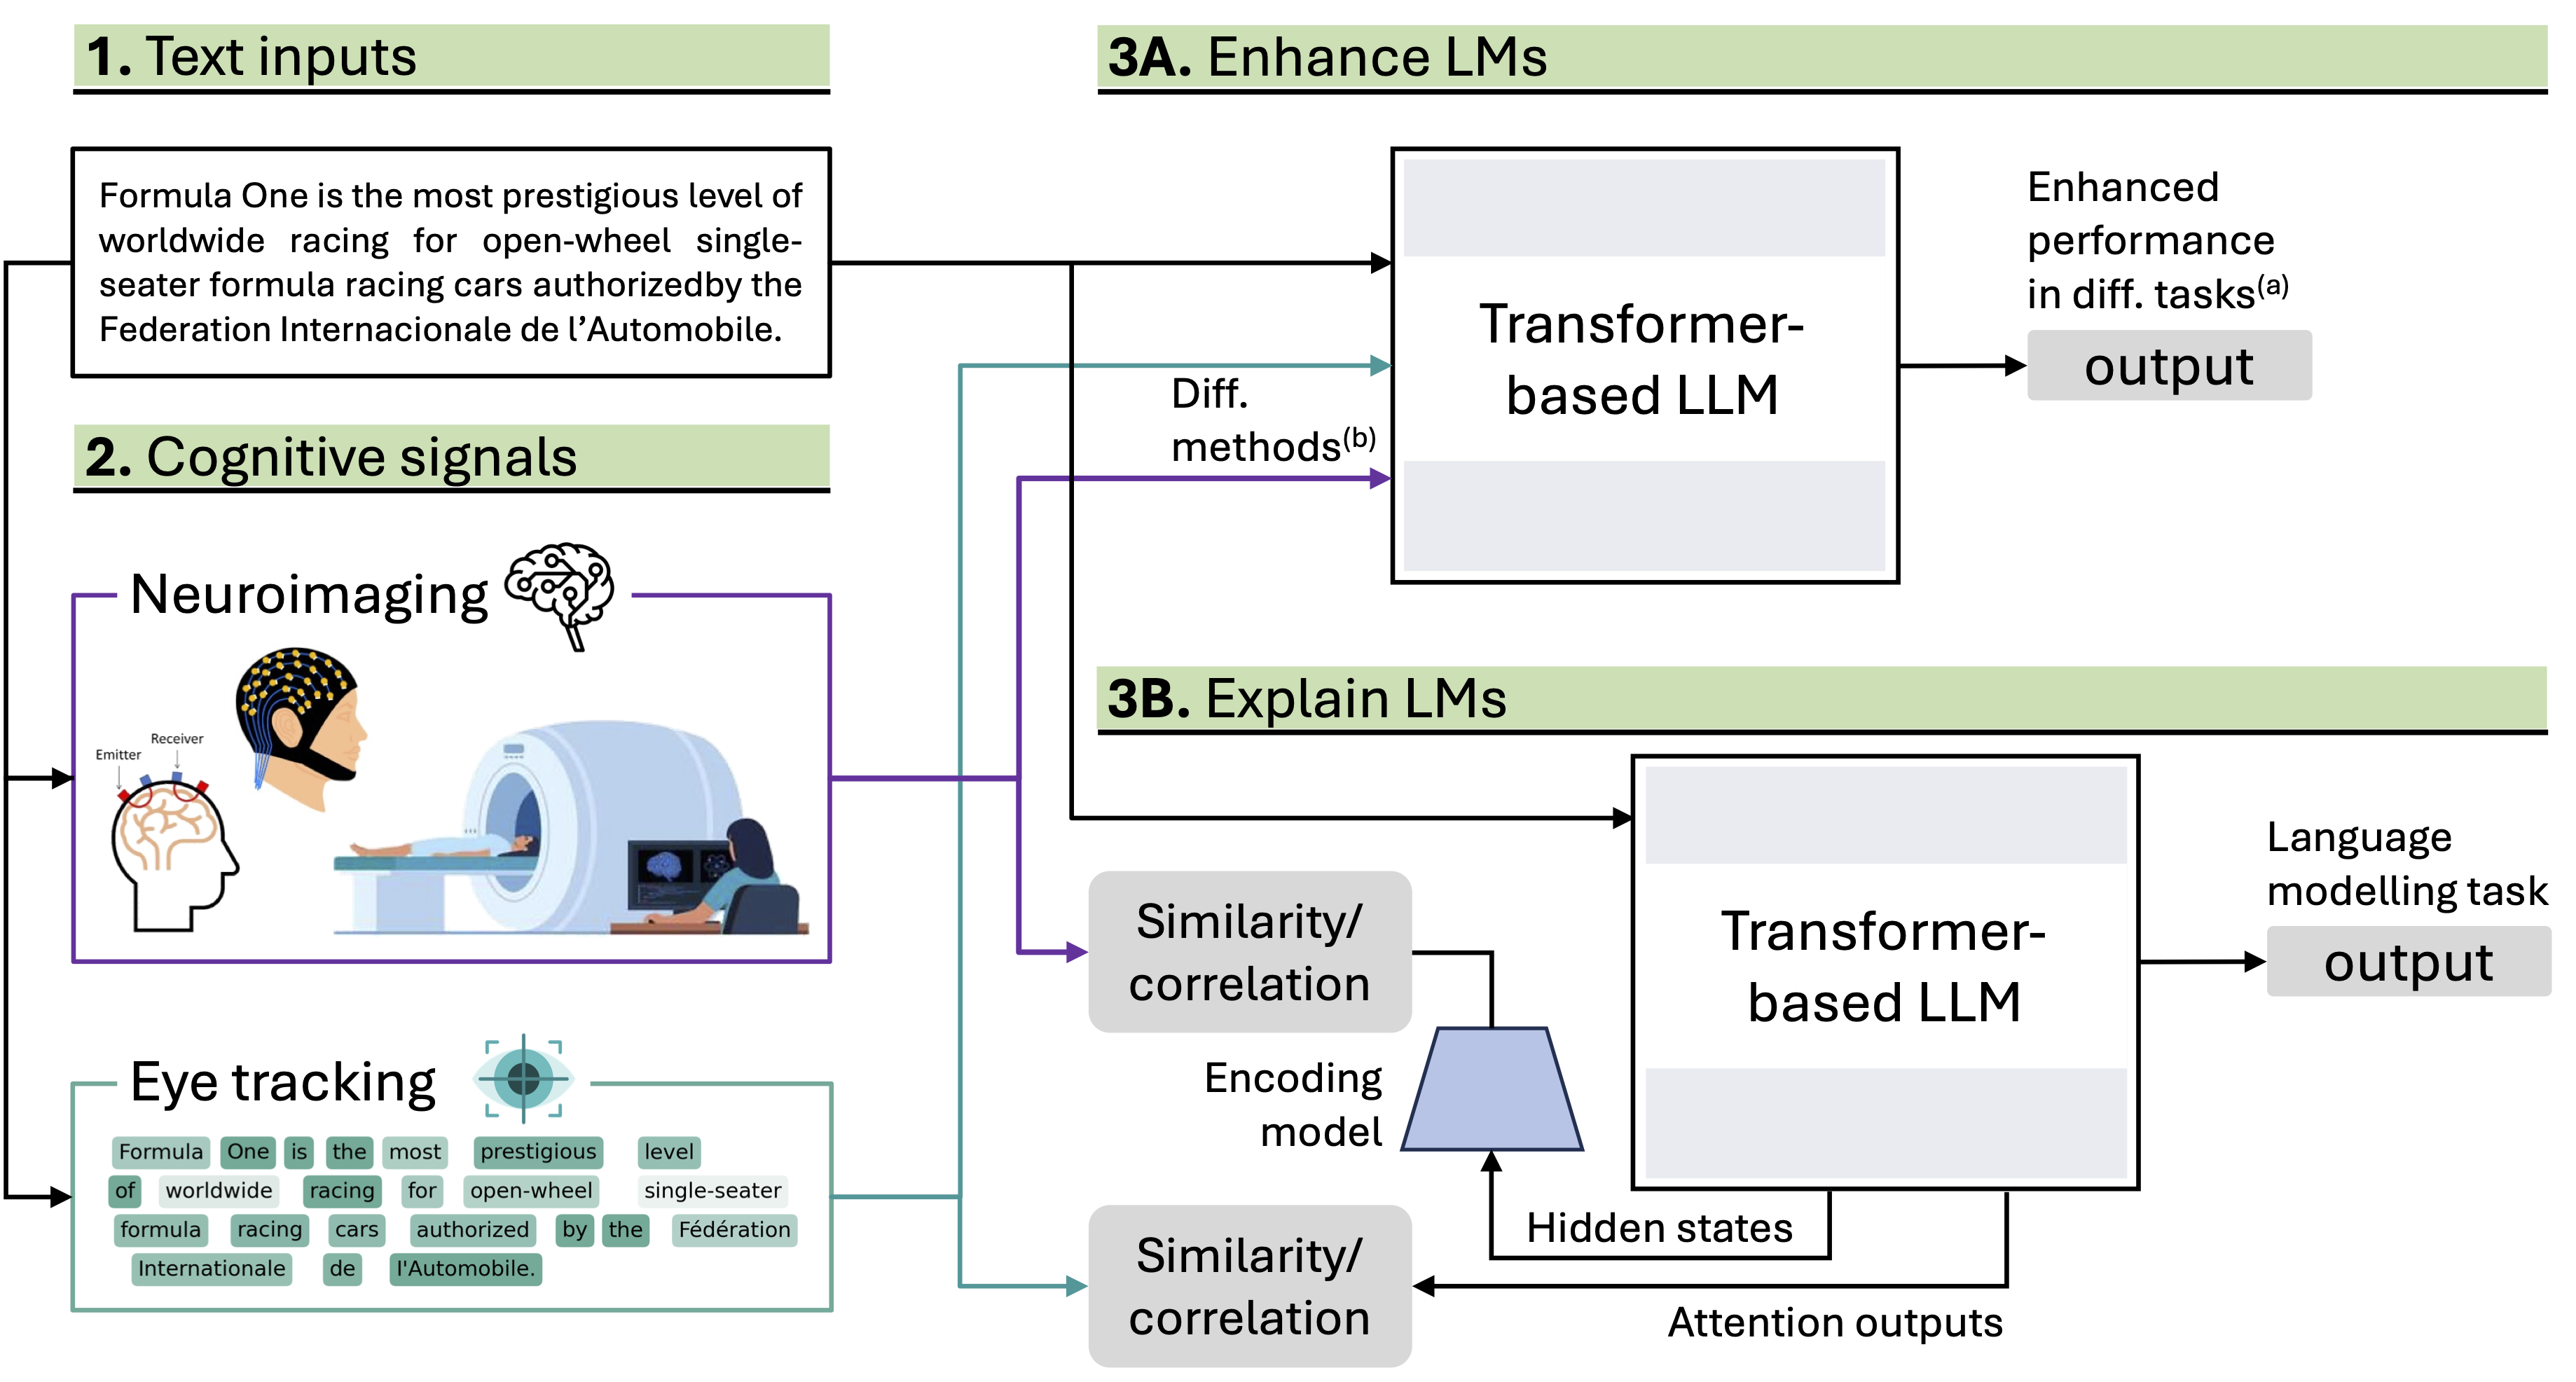 1. Text inputs
Formula One is the most prestigious level of
worldwide racing for open-wheel single-
seater formula racing cars authorizedby the
Federation Internacionale de l’Automobile.
2. Cognitive signals
Neuroimaging
Receiver
Emitter
Eye tracking
Formula One is the most prestigious level
of worldwide racing for open-wheel single-seater
formula racing cars authorized by the Fédération
Internationale de l'Automobile.
3A. Enhance LMs
Diff.
methods(b)
Transformer-
based LLM
Enhanced
performance
in diff. tasks(a)
output
3B. Explain LMs
Similarity/
correlation
Encoding
model
Similarity/
correlation
Transformer-
based LLM
Hidden states
Attention outputs
Language
modelling task
output